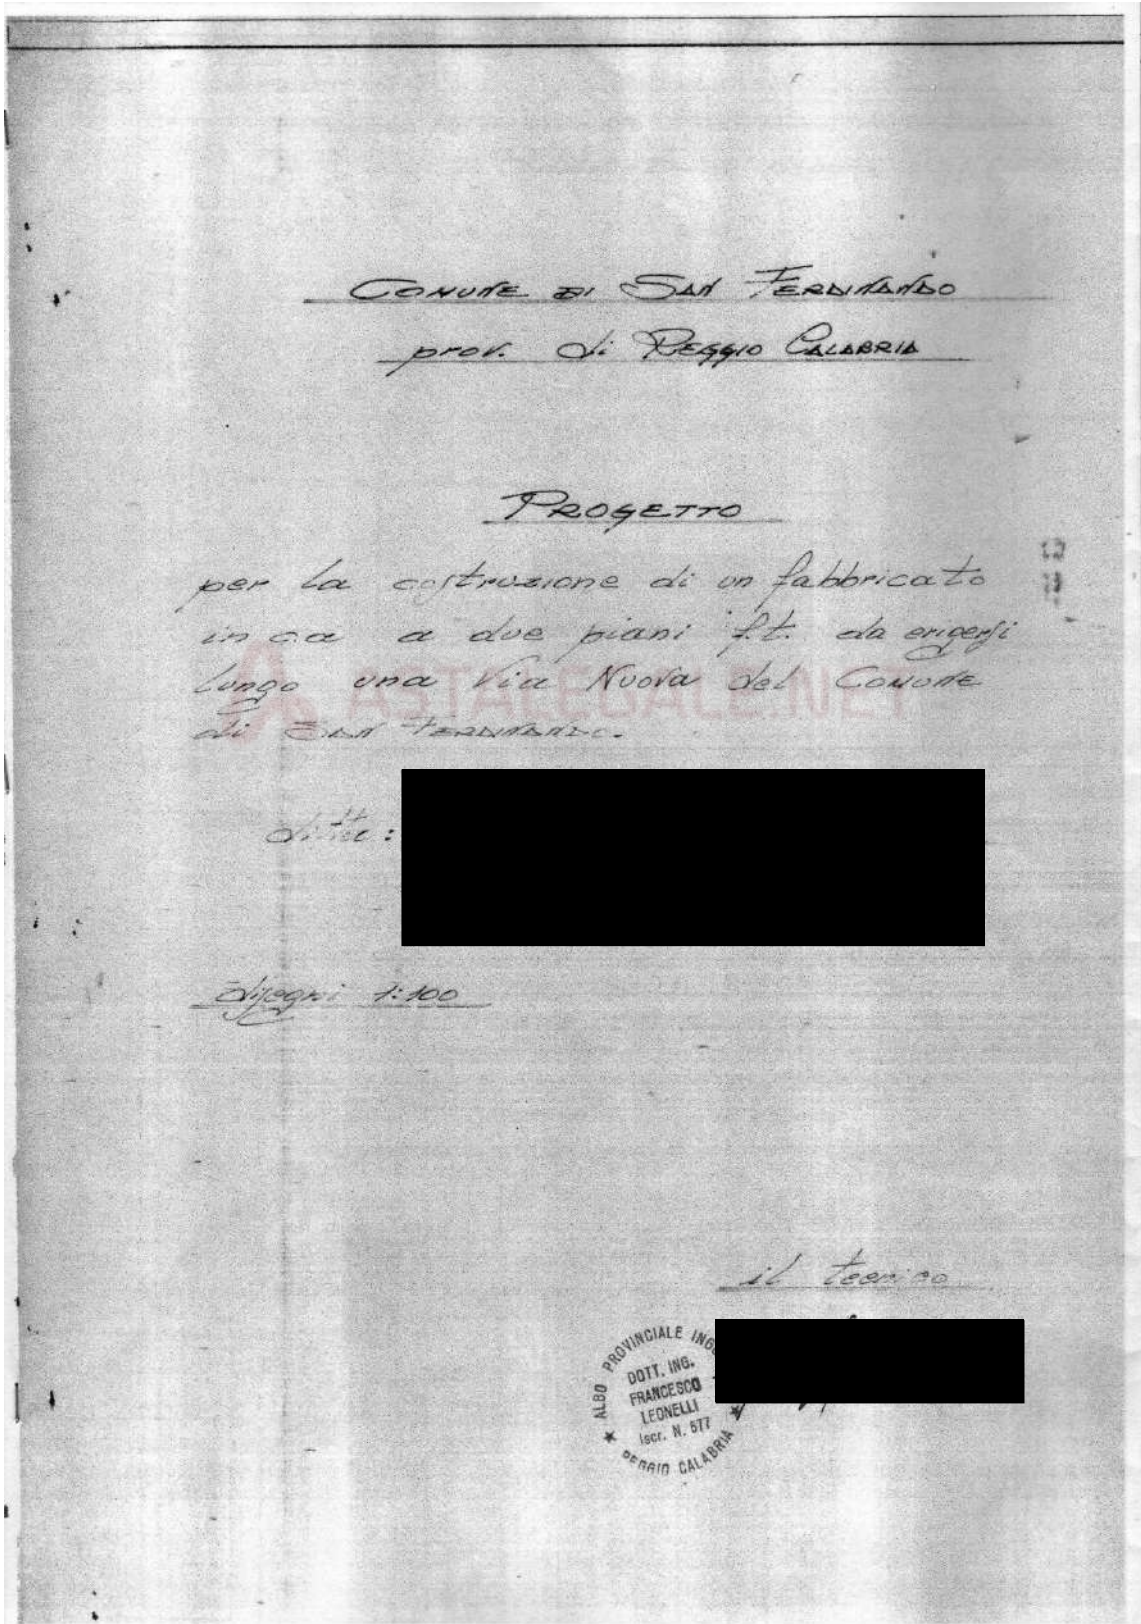 COMUNE DI SAN FERDINANDO
prov. di REGGIO CALABRIA
PROGETTO
per la costruzione di un fabbricato
in c.a a due piani f.t. da erigersi
lungo una Via Nuova del COMUNE
di SAN FERDINANDO.
ASTALEGALE.NET
ditta:
disegni 1:100
il tecnico
ALBO PROVINCIALE
DOTT. ING.
FRANCESCO
LEONELLI
Iscr. N. 577
REGGIO CALABRIA